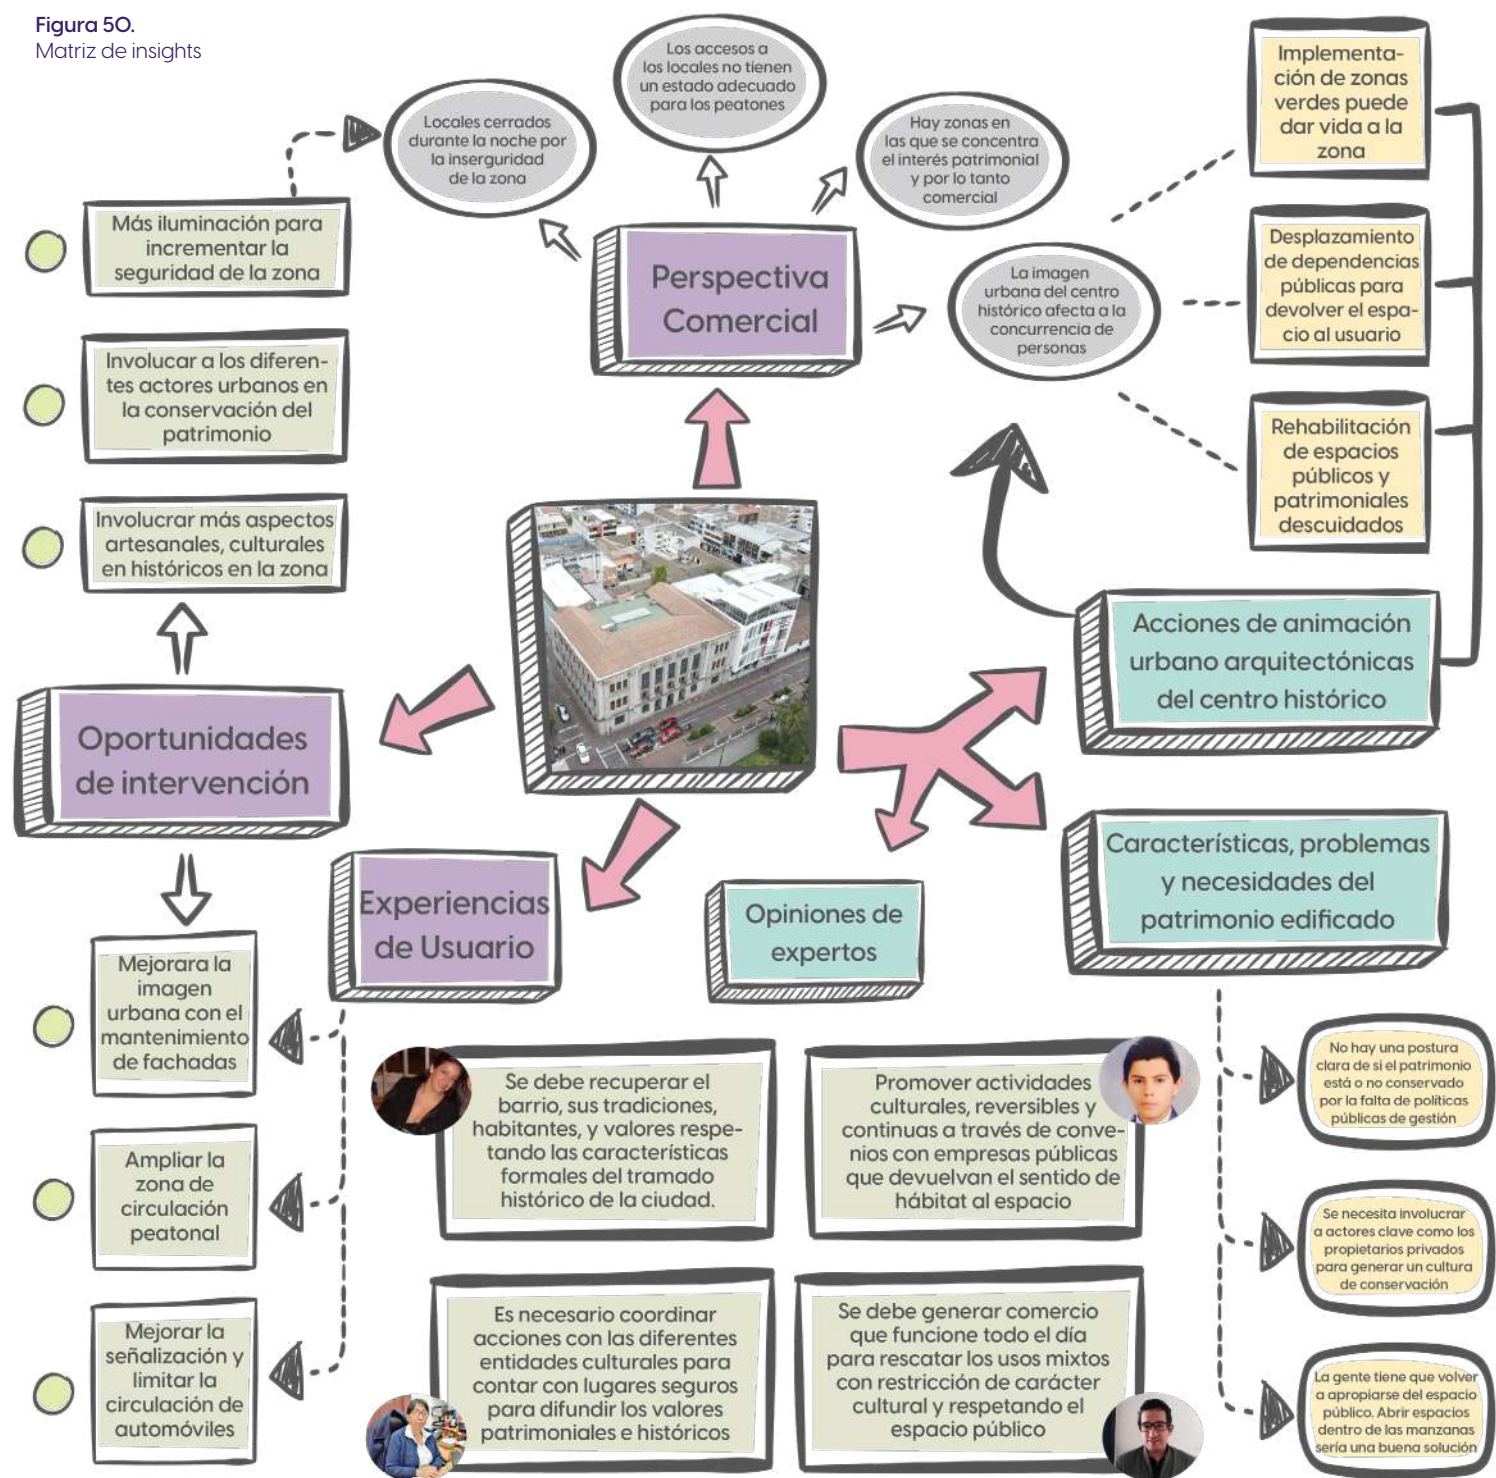 Figura 50.
Matriz de insights
Los accesos a
los locales no tienen
un estado adecuado
para los peatones
Locales cerrados
durante la noche por
la inserguridad
de la zona
Hay zonas en
las que se concentra
el interés patrimonial
y por lo tanto
comercial
La imagen
urbana del centro
histórico afecta a la
concurrencia de
personas
Perspectiva
Comercial
Implementa-
ción de zonas
verdes puede
dar vida a la
zona
Desplazamiento
de dependencias
públicas para
devolver el espa-
cio al usuario
Rehabilitación
de espacios
públicos y
patrimoniales
descuidados
Más iluminación para
incrementar la
seguridad de la zona
Involucar a los diferen-
tes actores urbanos en
la conservación del
patrimonio
Involucrar más aspectos
artesanales, culturales
en históricos en la zona
Oportunidades
de intervención
Acciones de animación
urbano arquitectónicas
del centro histórico
Características, problemas
y necesidades del
patrimonio edificado
Experiencias
de Usuario
Opiniones de
expertos
Mejorara la
imagen
urbana con el
mantenimiento
de fachadas
Ampliar la
zona de
circulación
peatonal
Mejorar la
señalización y
limitar la
circulación de
automóviles
Se debe recuperar el
barrio, sus tradiciones,
habitantes, y valores respe-
tando las características
formales del tramado
histórico de la ciudad.
Promover actividades
culturales, reversibles y
continuas a través de conve-
nios con empresas públicas
que devuelvan el sentido de
hábitat al espacio
Es necesario coordinar
acciones con las diferentes
entidades culturales para
contar con lugares seguros
para difundir los valores
patrimoniales e históricos
Se debe generar comercio
que funcione todo el día
para rescatar los usos mixtos
con restricción de carácter
cultural y respetando el
espacio público
No hay una postura
clara de si el patrimonio
está o no conservado
por la falta de políticas
públicas de gestión
Se necesita involucrar
a actores clave como los
propietarios privados
para generar un cultura
de conservación
La gente tiene que volver
a apropiarse del espacio
público. Abrir espacios
dentro de las manzanas
sería una buena solución